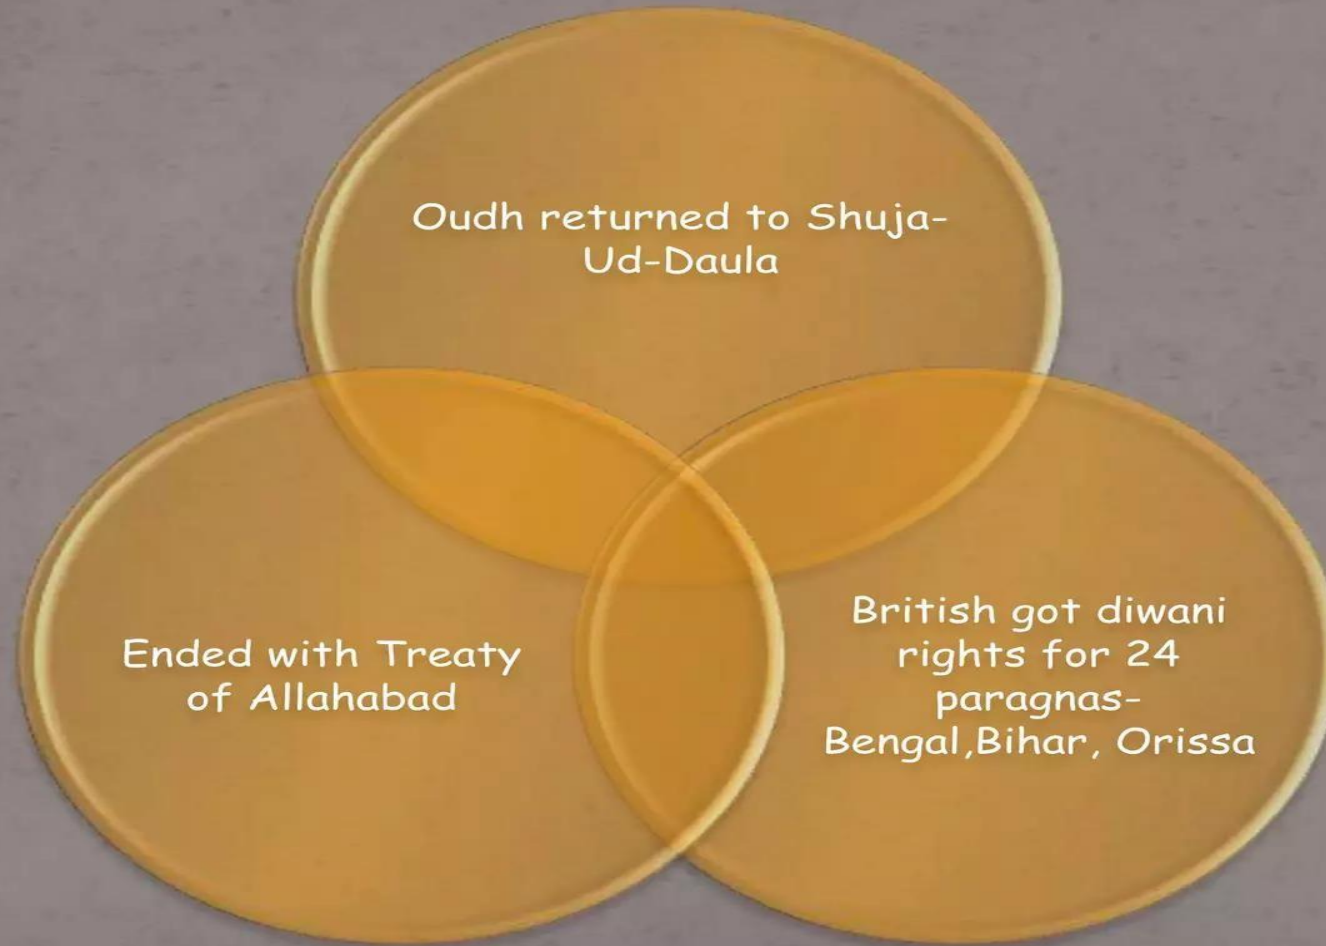 Oudh returned to Shuja-
Ud-Daula
Ended with Treaty
of Allahabad
British got diwani
rights for 24
paragnas-
Bengal,Bihar, Orissa